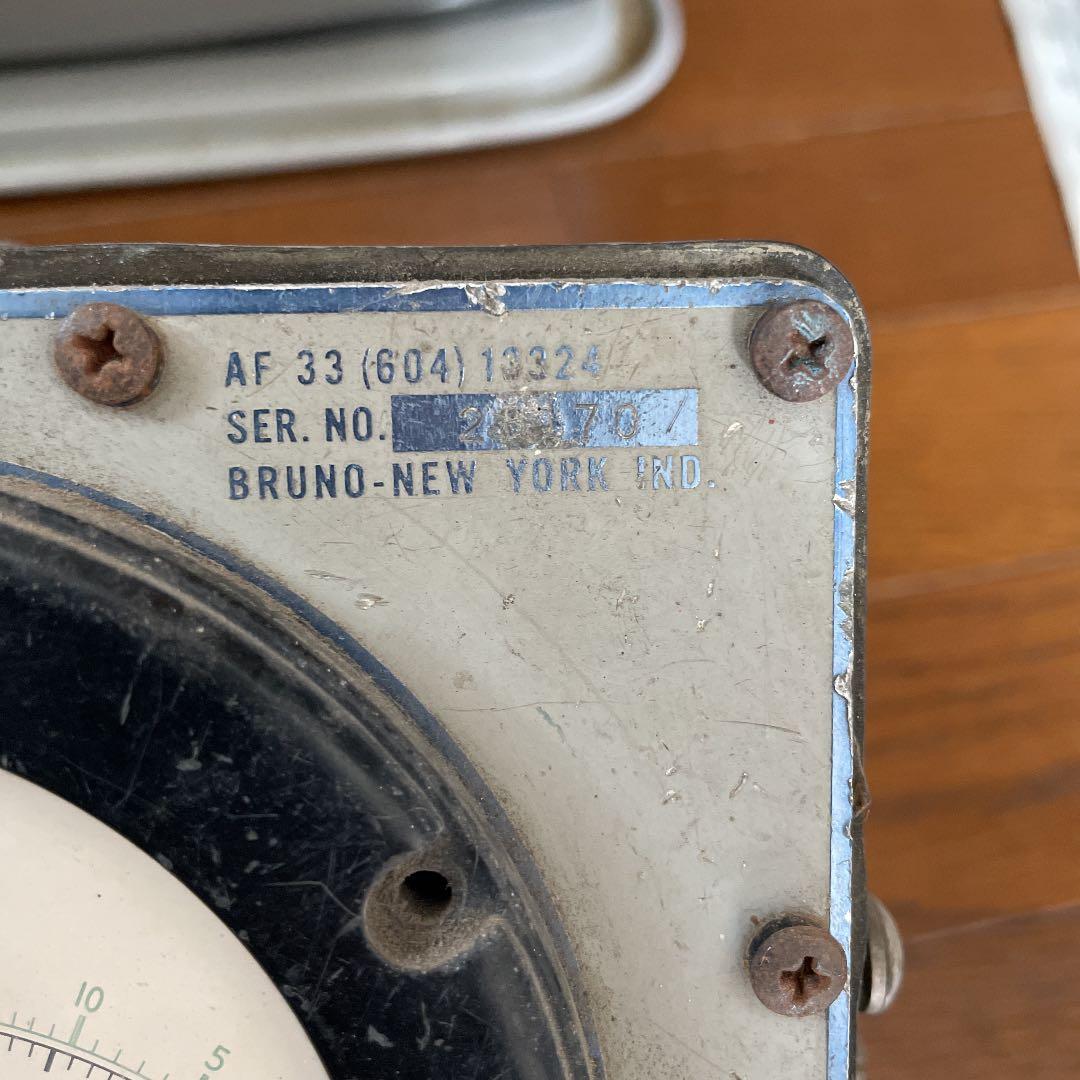 AF 33 (604) 13324
SER. NO.
BRUNO-NEW YORK IND.
10
5